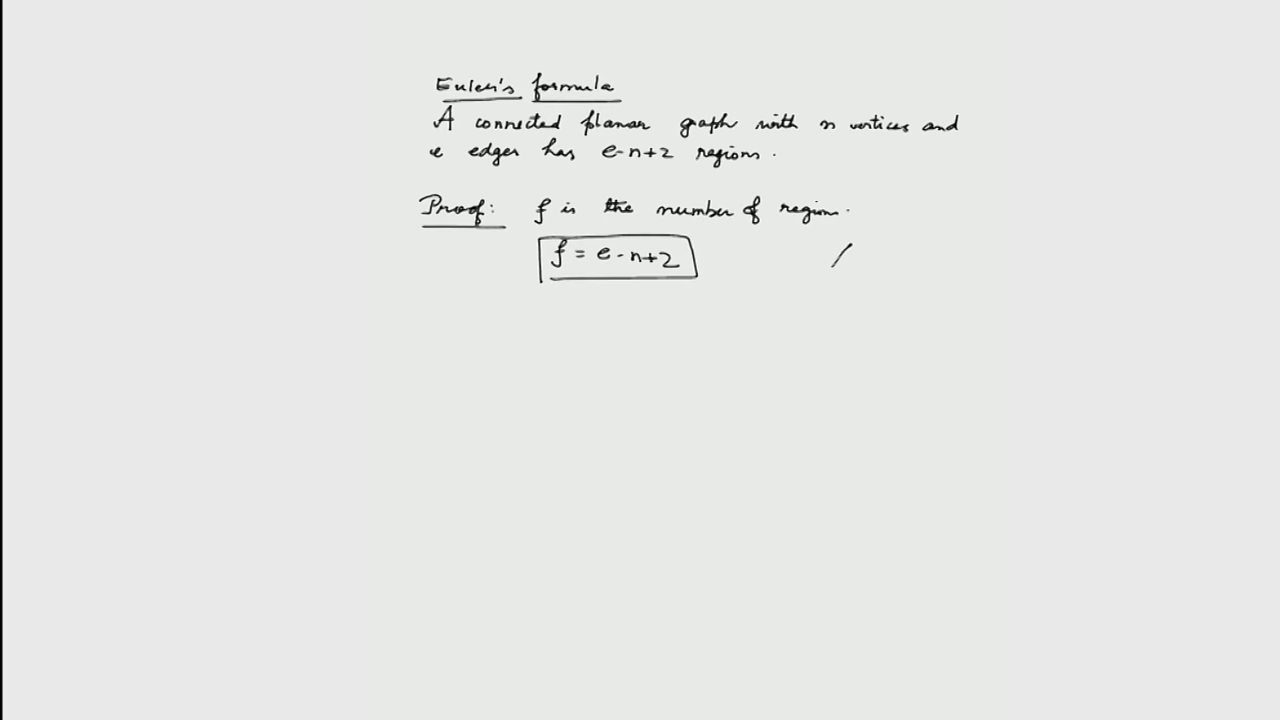 Euler's formula
A connected planar graph with n vertices and
e edges has e-n+2 regions.
Proof: f is the number of region.
f = e-n+2